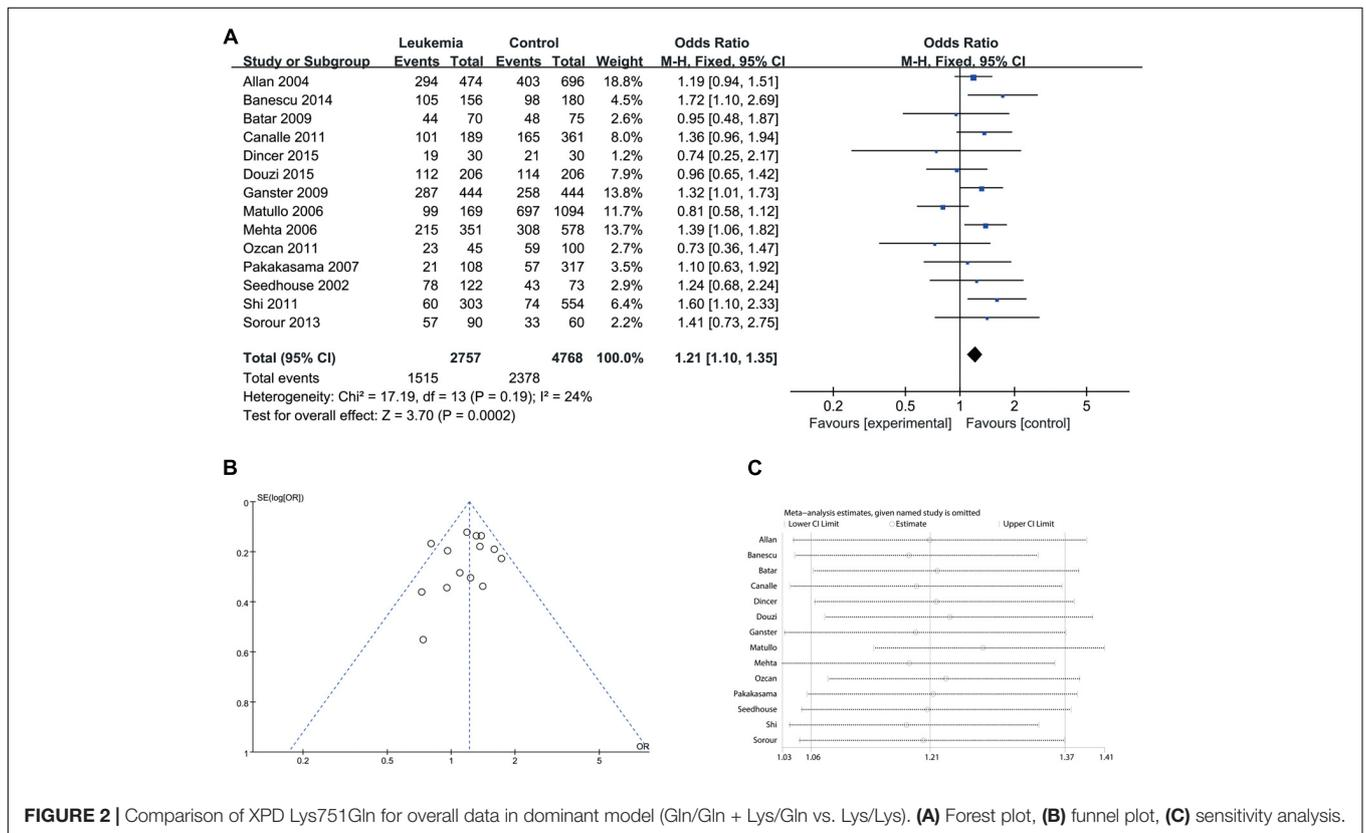 A
Leukemia Control Odds Ratio Odds Ratio
Study or Subgroup Events Total Events Total Weight M-H, Fixed, 95% CI M-H, Fixed, 95% CI
Allan 2004 294 474 403 696 18.8% 1.19 [0.94, 1.51]
Banescu 2014 105 156 98 180 4.5% 1.72 [1.10, 2.69]
Batar 2009 44 70 48 75 2.6% 0.95 [0.48, 1.87]
Canalle 2011 101 189 165 361 8.0% 1.36 [0.96, 1.94]
Dincer 2015 19 30 21 30 1.2% 0.74 [0.25, 2.17]
Douzi 2015 112 206 114 206 7.9% 0.96 [0.65, 1.42]
Ganster 2009 287 444 258 444 13.8% 1.32 [1.01, 1.73]
Matullo 2006 99 169 697 1094 11.7% 0.81 [0.58, 1.12]
Mehta 2006 215 351 308 578 13.7% 1.39 [1.06, 1.82]
Ozcan 2011 23 45 59 100 2.7% 0.73 [0.36, 1.47]
Pakakasama 2007 21 108 57 317 3.5% 1.10 [0.63, 1.92]
Seedhouse 2002 78 122 43 73 2.9% 1.24 [0.68, 2.24]
Shi 2011 60 303 74 554 6.4% 1.60 [1.10, 2.33]
Sorour 2013 57 90 33 60 2.2% 1.41 [0.73, 2.75]
Total (95% CI) 2757 4768 100.0% 1.21 [1.10, 1.35]
Total events 1515 2378
Heterogeneity: Chi² = 17.19, df = 13 (P = 0.19); I² = 24%
Test for overall effect: Z = 3.70 (P = 0.0002)
0.2 0.5 1 2 5
Favours [experimental] Favours [control]
B
SE(log[OR])
0
0.2
0.4
0.6
0.8
1
OR
0.2 0.5 1 2 5
C
Meta-analysis estimates, given named study is omitted
Lower CI Limit Estimate Upper CI Limit
Allan
Banescu
Batar
Canalle
Dincer
Douzi
Ganster
Matullo
Mehta
Ozcan
Pakakasama
Seedhouse
Shi
Sorour
1.03 1.06 1.21 1.37 1.41
FIGURE 2 | Comparison of XPD Lys751Gln for overall data in dominant model (Gln/Gln + Lys/Gln vs. Lys/Lys). (A) Forest plot, (B) funnel plot, (C) sensitivity analysis.